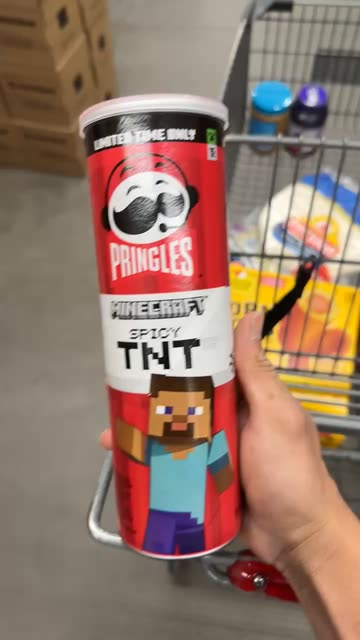 LIMITED TIME ONLY
PRINGLES
MINECRAFT
SPICY
TNT